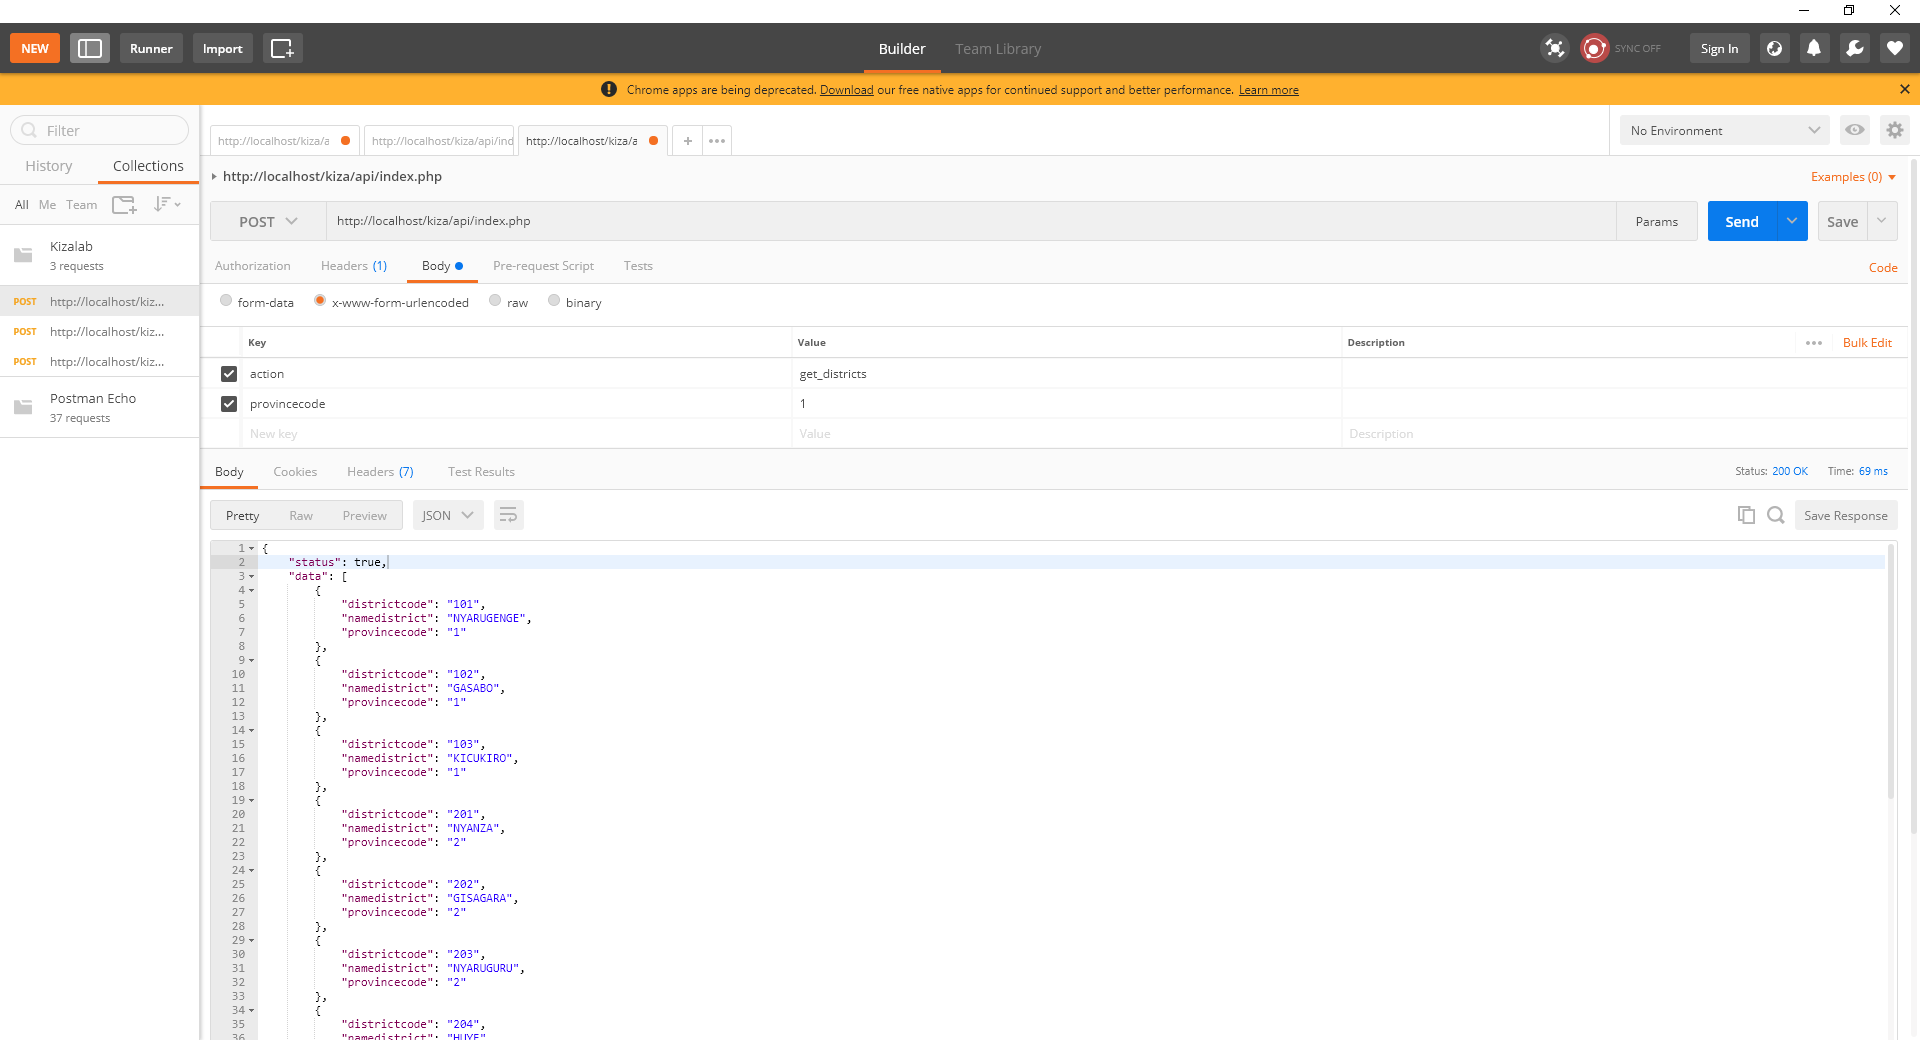 NEW
Runner
Import
Builder
Team Library
SYNC OFF
Sign In
Chrome apps are being deprecated. Download our free native apps for continued support and better performance. Learn more
Filter
History
Collections
All Me Team
Kizalab
3 requests
POST http://localhost/kiz...
POST http://localhost/kiz...
POST http://localhost/kiz...
Postman Echo
37 requests
http://localhost/kiza/a
http://localhost/kiza/api/ind
http://localhost/kiza/a
No Environment
http://localhost/kiza/api/index.php
Examples (0)
POST
http://localhost/kiza/api/index.php
Params
Send
Save
Authorization
Headers (1)
Body
Pre-request Script
Tests
Code
form-data
x-www-form-urlencoded
raw
binary
Key Value Description
Bulk Edit
action get_districts
provincecode 1
New key Value Description
Body
Cookies
Headers (7)
Test Results
Status: 200 OK
Time: 69 ms
Pretty
Raw
Preview
JSON
Save Response
1 {
2 "status": true,
3 "data": [
4 {
5 "districtcode": "101",
6 "namedistrict": "NYARUGENGE",
7 "provincecode": "1"
8 },
9 {
10 "districtcode": "102",
11 "namedistrict": "GASABO",
12 "provincecode": "1"
13 },
14 {
15 "districtcode": "103",
16 "namedistrict": "KICUKIRO",
17 "provincecode": "1"
18 },
19 {
20 "districtcode": "201",
21 "namedistrict": "NYANZA",
22 "provincecode": "2"
23 },
24 {
25 "districtcode": "202",
26 "namedistrict": "GISAGARA",
27 "provincecode": "2"
28 },
29 {
30 "districtcode": "203",
31 "namedistrict": "NYARUGURU",
32 "provincecode": "2"
33 },
34 {
35 "districtcode": "204",
36 "namedistrict": "HUYE"